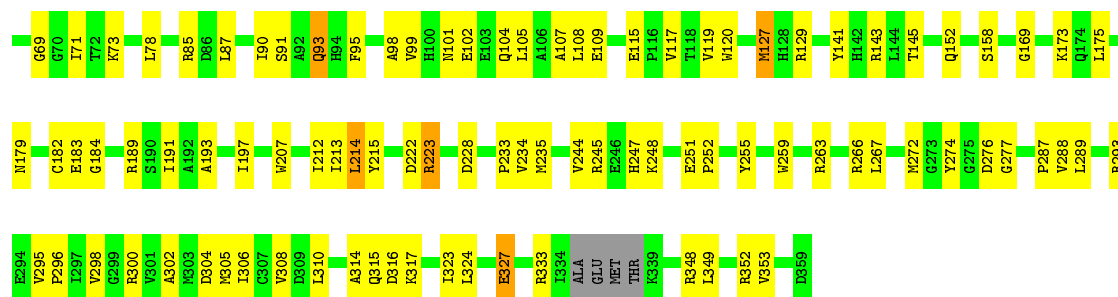 G69 G70 I71 T72 K73 L78 R85 D86 L87 I90 S91 A92 Q93 H94 F95 A98 V99 H100 N101 E102 E103 Q104 L105 A106 A107 L108 E109 E115 P116 V117 T118 V119 W120 M127 H128 R129 Y141 H142 R143 L144 T145 Q152 S158 G169 K173 Q174 L175
N179 C182 E183 G184 R189 S190 I191 A192 A193 I197 W207 I212 I213 L214 Y215 D222 R223 D228 P233 V234 M235 V244 R245 E246 H247 K248 E251 P252 Y255 W259 R263 R266 L267 M272 G273 Y274 G275 D276 G277 P287 V288 L289
E294 V295 P296 I297 V298 G299 R300 V301 A302 M303 D304 M305 I306 C307 V308 D309 L310 A314 Q315 D316 K317 I323 L324 E327 R333 I334 ALA GLU MET THR K339 R348 L349 R352 V353 D359